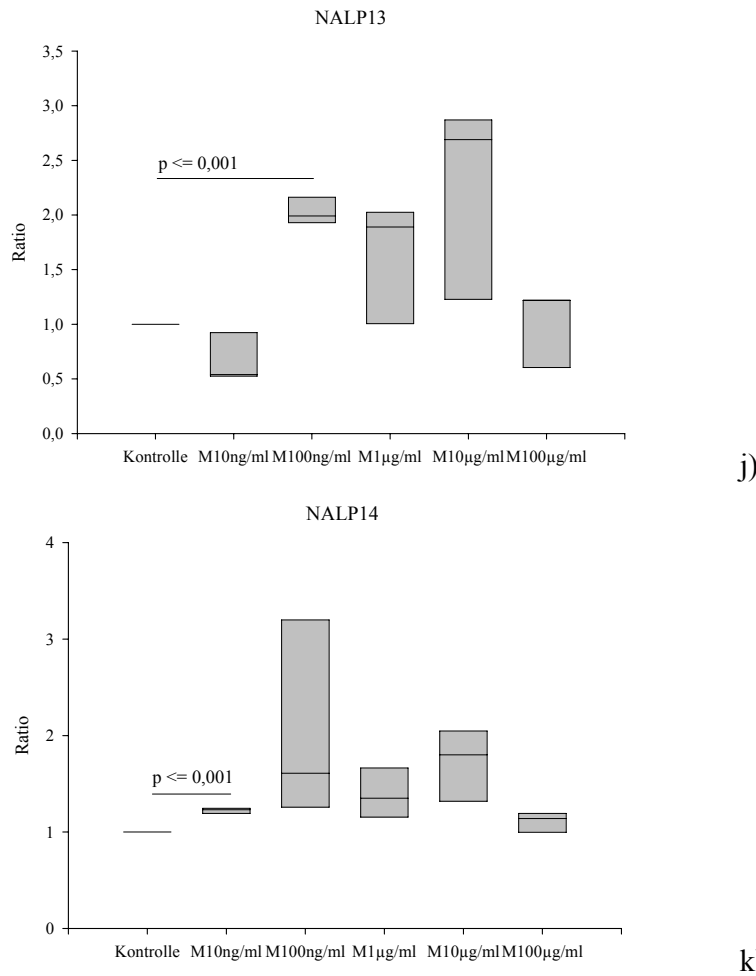 NALP13
3,5
3,0
2,5
2,0
1,5
1,0
0,5
0,0
Ratio
p <= 0,001
Kontrolle M10ng/ml M100ng/ml M1µg/ml M10µg/ml M100µg/ml
j)
NALP14
4
3
2
1
0
Ratio
p <= 0,001
Kontrolle M10ng/ml M100ng/ml M1µg/ml M10µg/ml M100µg/ml
k